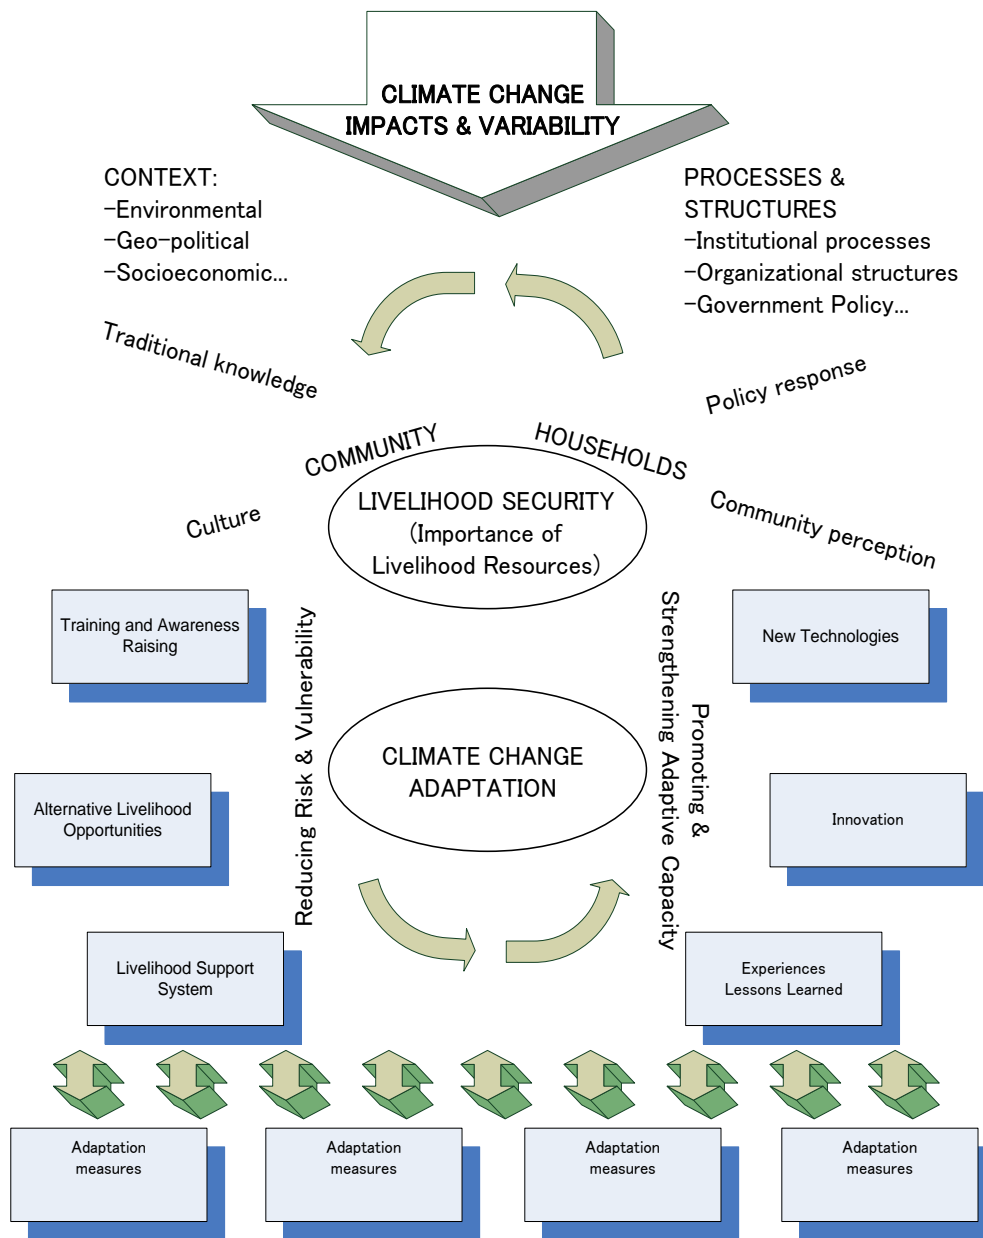 CLIMATE CHANGE
IMPACTS & VARIABILITY
CONTEXT:
-Environmental
-Geo-political
-Socioeconomic...
PROCESSES &
STRUCTURES
-Institutional processes
-Organizational structures
-Government Policy...
Traditional knowledge
Policy response
COMMUNITY
HOUSEHOLDS
Culture
LIVELIHOOD SECURITY
(Importance of
Livelihood Resources)
Community perception
Training and Awareness
Raising
New Technologies
Reducing Risk & Vulnerability
Promoting &
Strengthening Adaptive Capacity
CLIMATE CHANGE
ADAPTATION
Alternative Livelihood
Opportunities
Innovation
Livelihood Support
System
Experiences
Lessons Learned
Adaptation
measures
Adaptation
measures
Adaptation
measures
Adaptation
measures